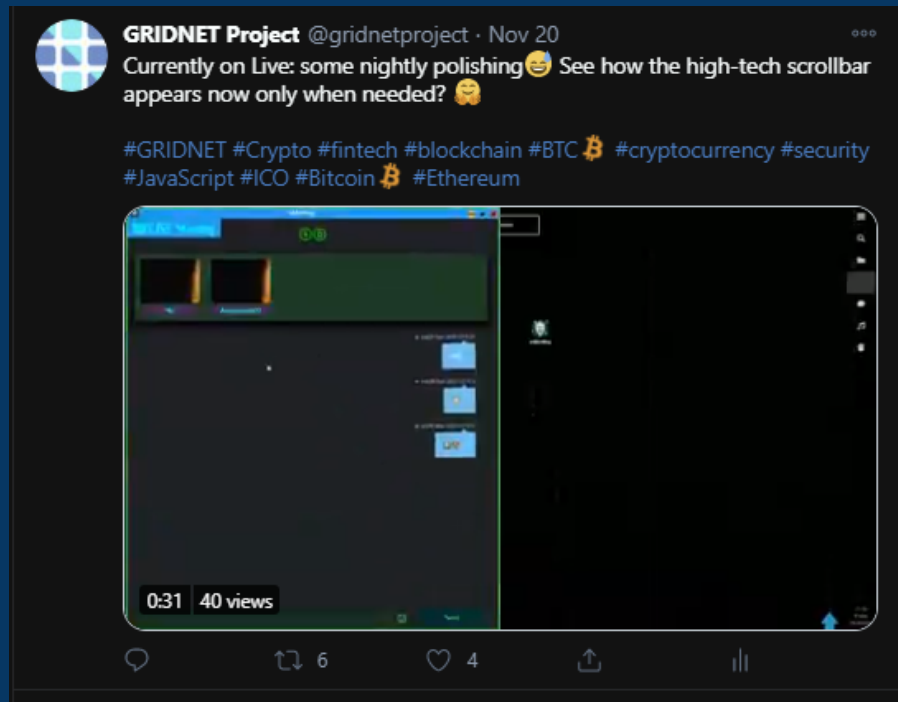 GRIDNET Project @gridnetproject · Nov 20
Currently on Live: some nightly polishing😅 See how the high-tech scrollbar
appears now only when needed? 🤗
#GRIDNET #Crypto #fintech #blockchain #BTC #cryptocurrency #security
#JavaScript #ICO #Bitcoin #Ethereum
0:31 40 views
6 4